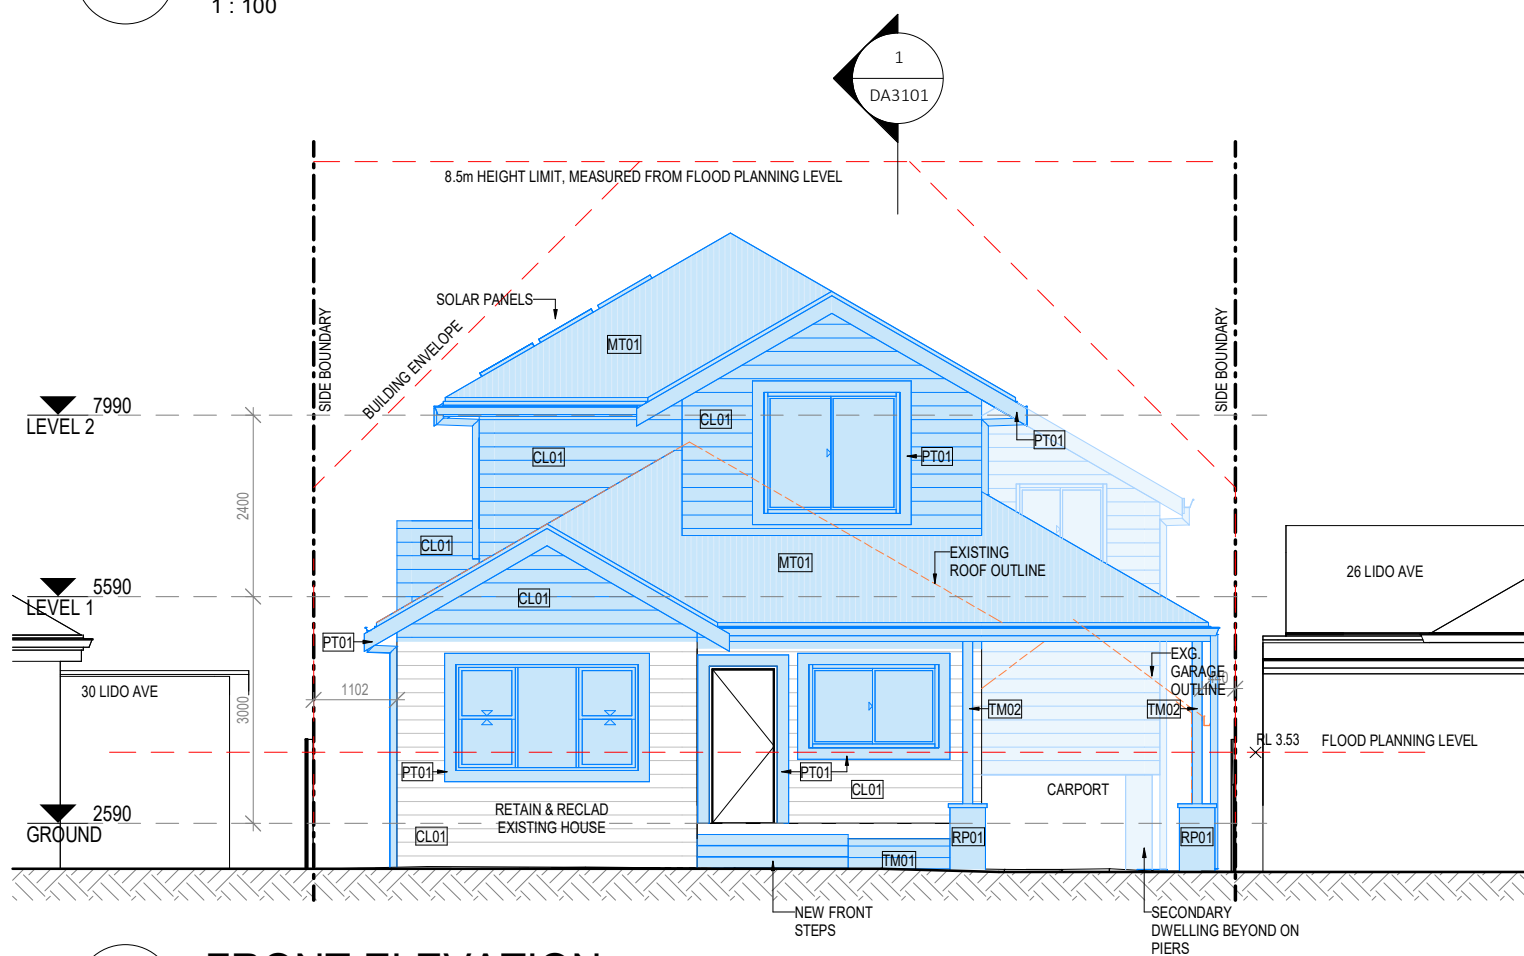 1 : 100
1
DA3101
8.5m HEIGHT LIMIT, MEASURED FROM FLOOD PLANNING LEVEL
SOLAR PANELS
SIDE BOUNDARY
BUILDING ENVELOPE
MT01
SIDE BOUNDARY
7990
LEVEL 2
CL01
PT01
CL01
PT01
2400
CL01
MT01
EXISTING
ROOF OUTLINE
26 LIDO AVE
5590
LEVEL 1
CL01
PT01
EXG.
GARAGE
OUTLINE
30 LIDO AVE
1102
3000
TM02
TM02
RL 3.53
FLOOD PLANNING LEVEL
PT01
PT01
CL01
CARPORT
2590
GROUND
RETAIN & RECLAD
EXISTING HOUSE
CL01
RP01
RP01
TM01
NEW FRONT
STEPS
SECONDARY
DWELLING BEYOND ON
PIERS
FRONT ELEVATION